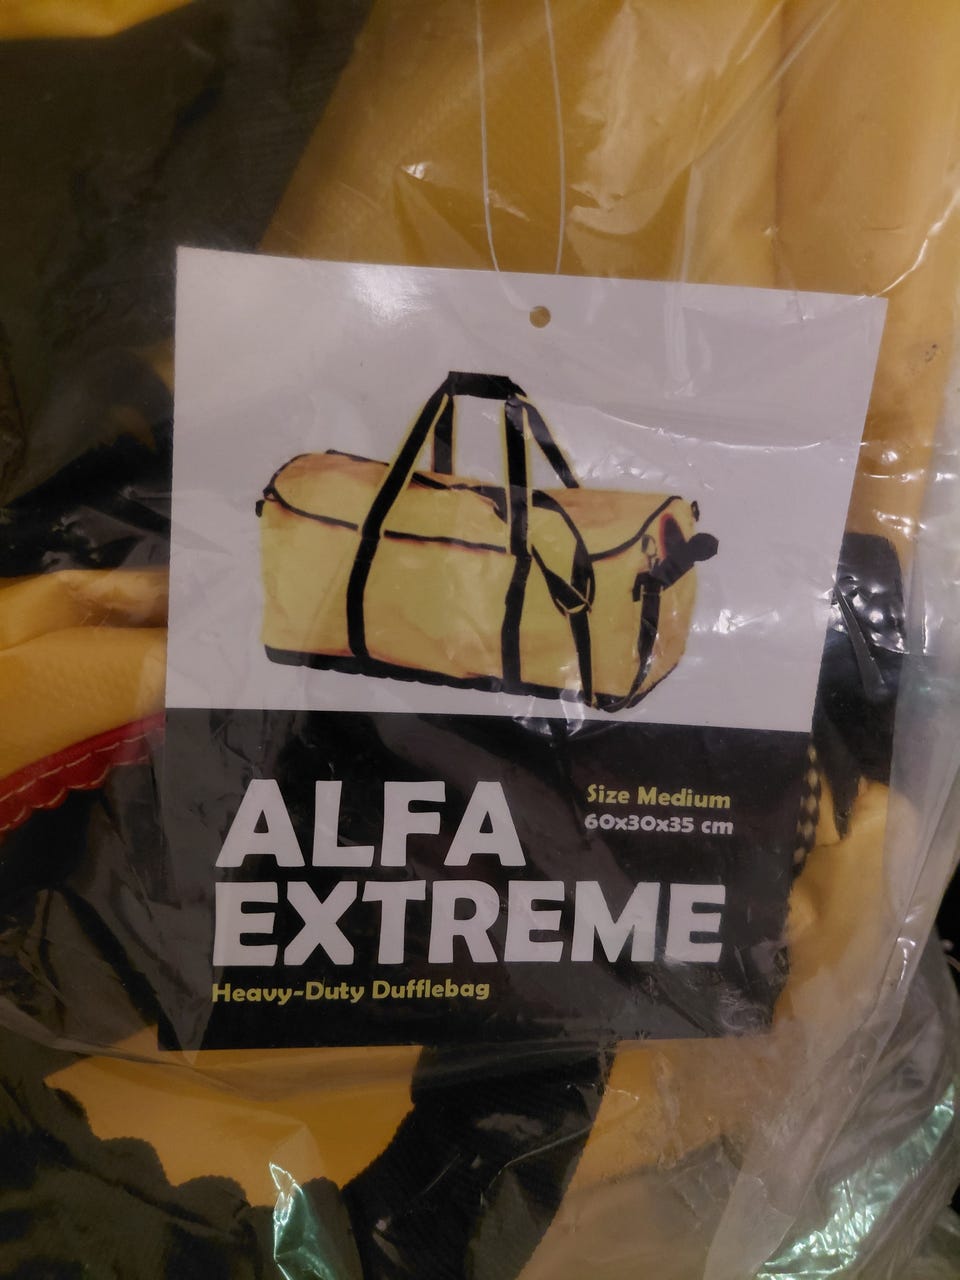 ALFA
EXTREME
Heavy-Duty Dufflebag
Size Medium
60x30x35 cm